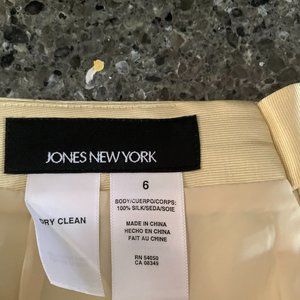 JONES NEW YORK
DRY CLEAN
6
BODY/CUERPO/CORPS:
100% SILK/SEDA/SOIE
MADE IN CHINA
HECHO EN CHINA
FAIT AU CHINE
RN 54050
CA 08349